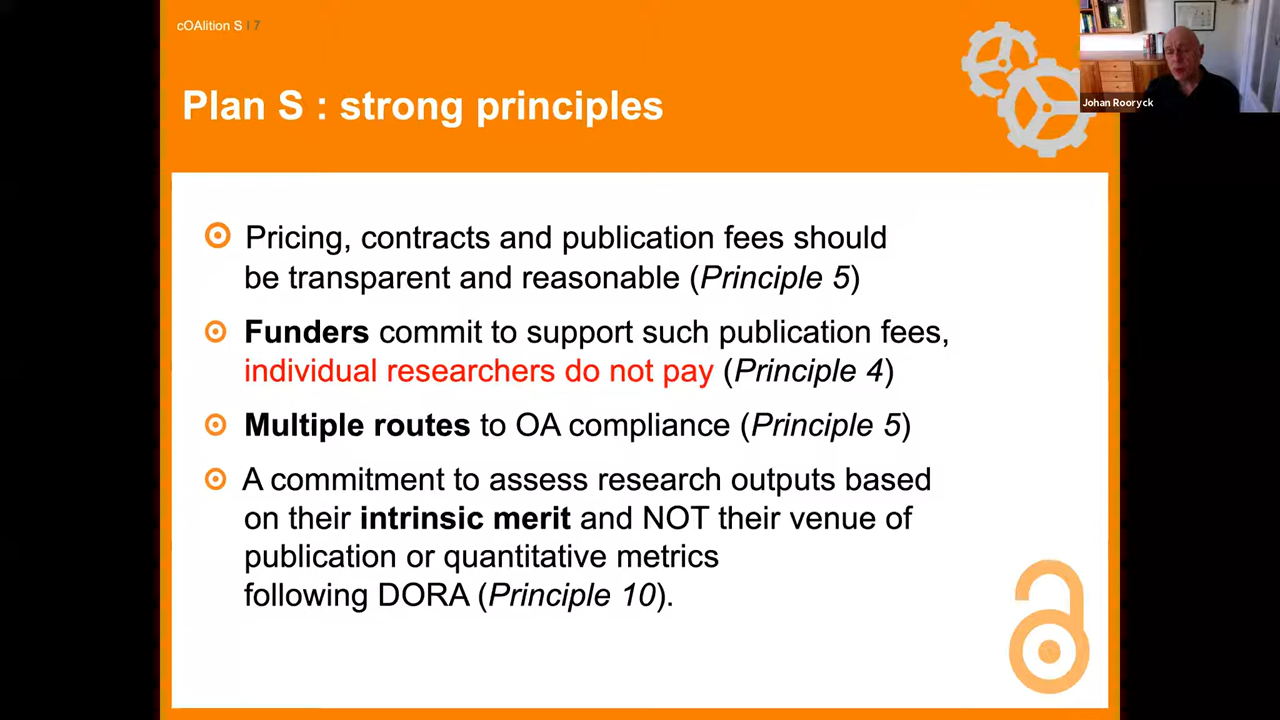 cOAlition S | 7
Plan S : strong principles
Johan Rooryck
Pricing, contracts and publication fees should
be transparent and reasonable (Principle 5)
Funders commit to support such publication fees,
individual researchers do not pay (Principle 4)
Multiple routes to OA compliance (Principle 5)
A commitment to assess research outputs based
on their intrinsic merit and NOT their venue of
publication or quantitative metrics
following DORA (Principle 10).